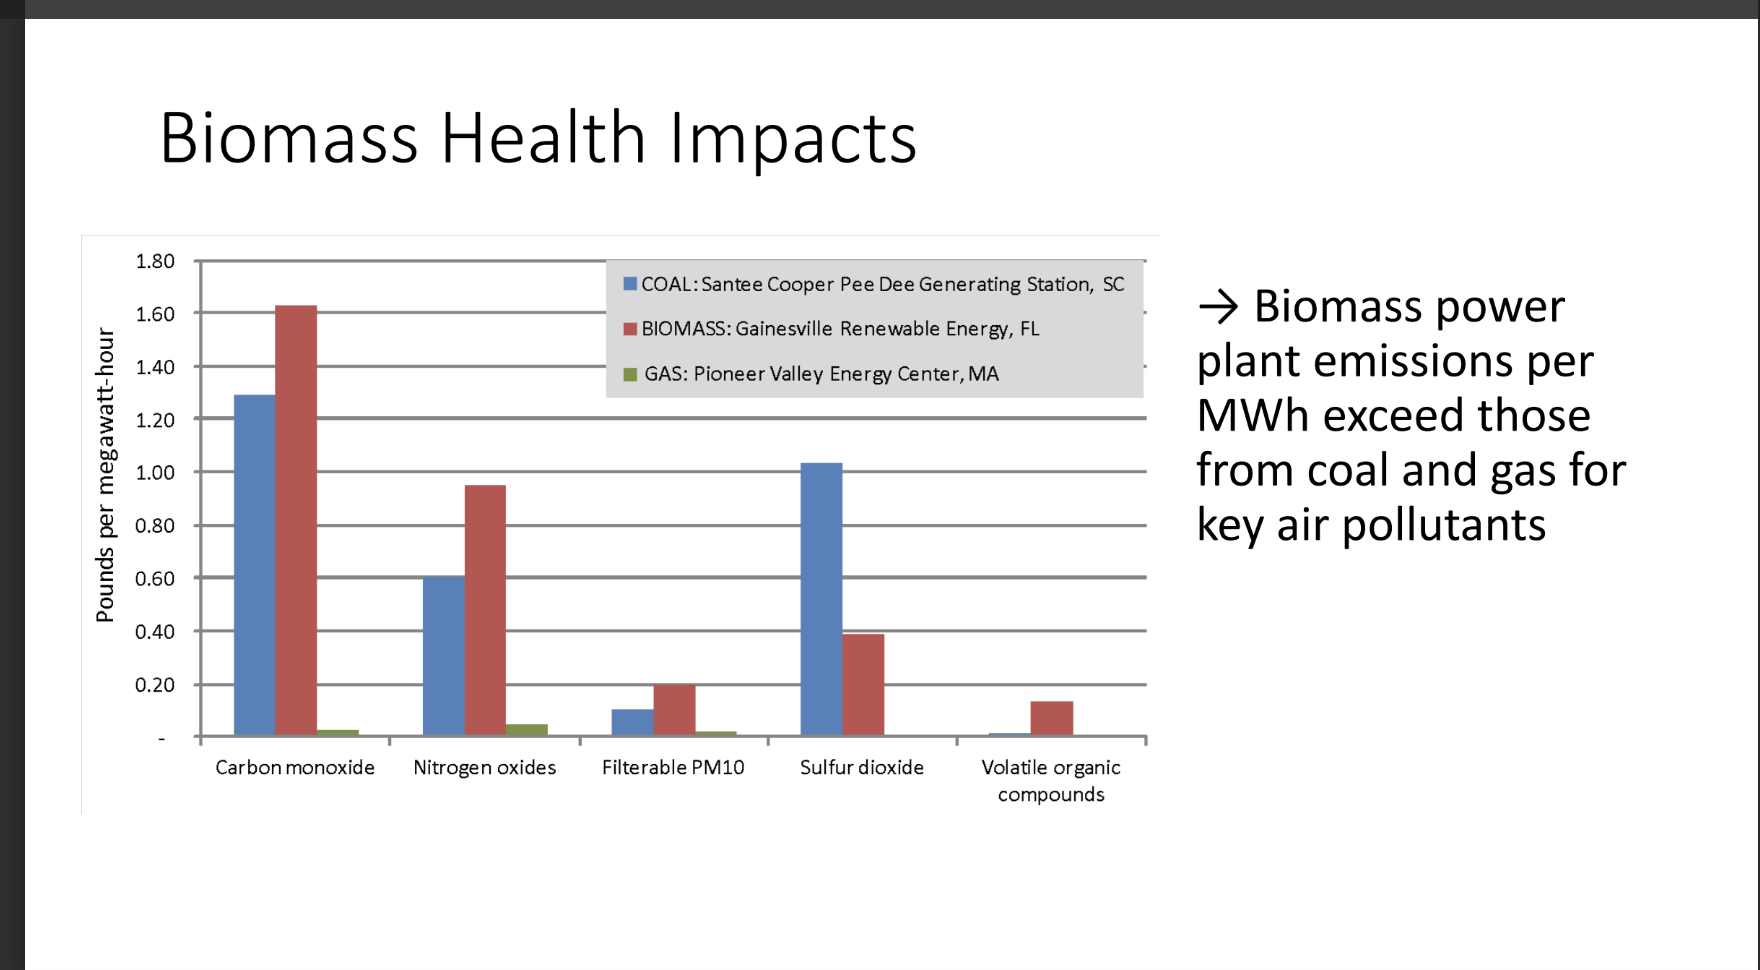 Biomass Health Impacts
1.80
1.60
1.40
1.20
1.00
0.80
0.60
0.40
0.20
-
Pounds per megawatt-hour
COAL: Santee Cooper Pee Dee Generating Station, SC
BIOMASS: Gainesville Renewable Energy, FL
GAS: Pioneer Valley Energy Center, MA
Carbon monoxide
Nitrogen oxides
Filterable PM10
Sulfur dioxide
Volatile organic
compounds
→ Biomass power
plant emissions per
MWh exceed those
from coal and gas for
key air pollutants